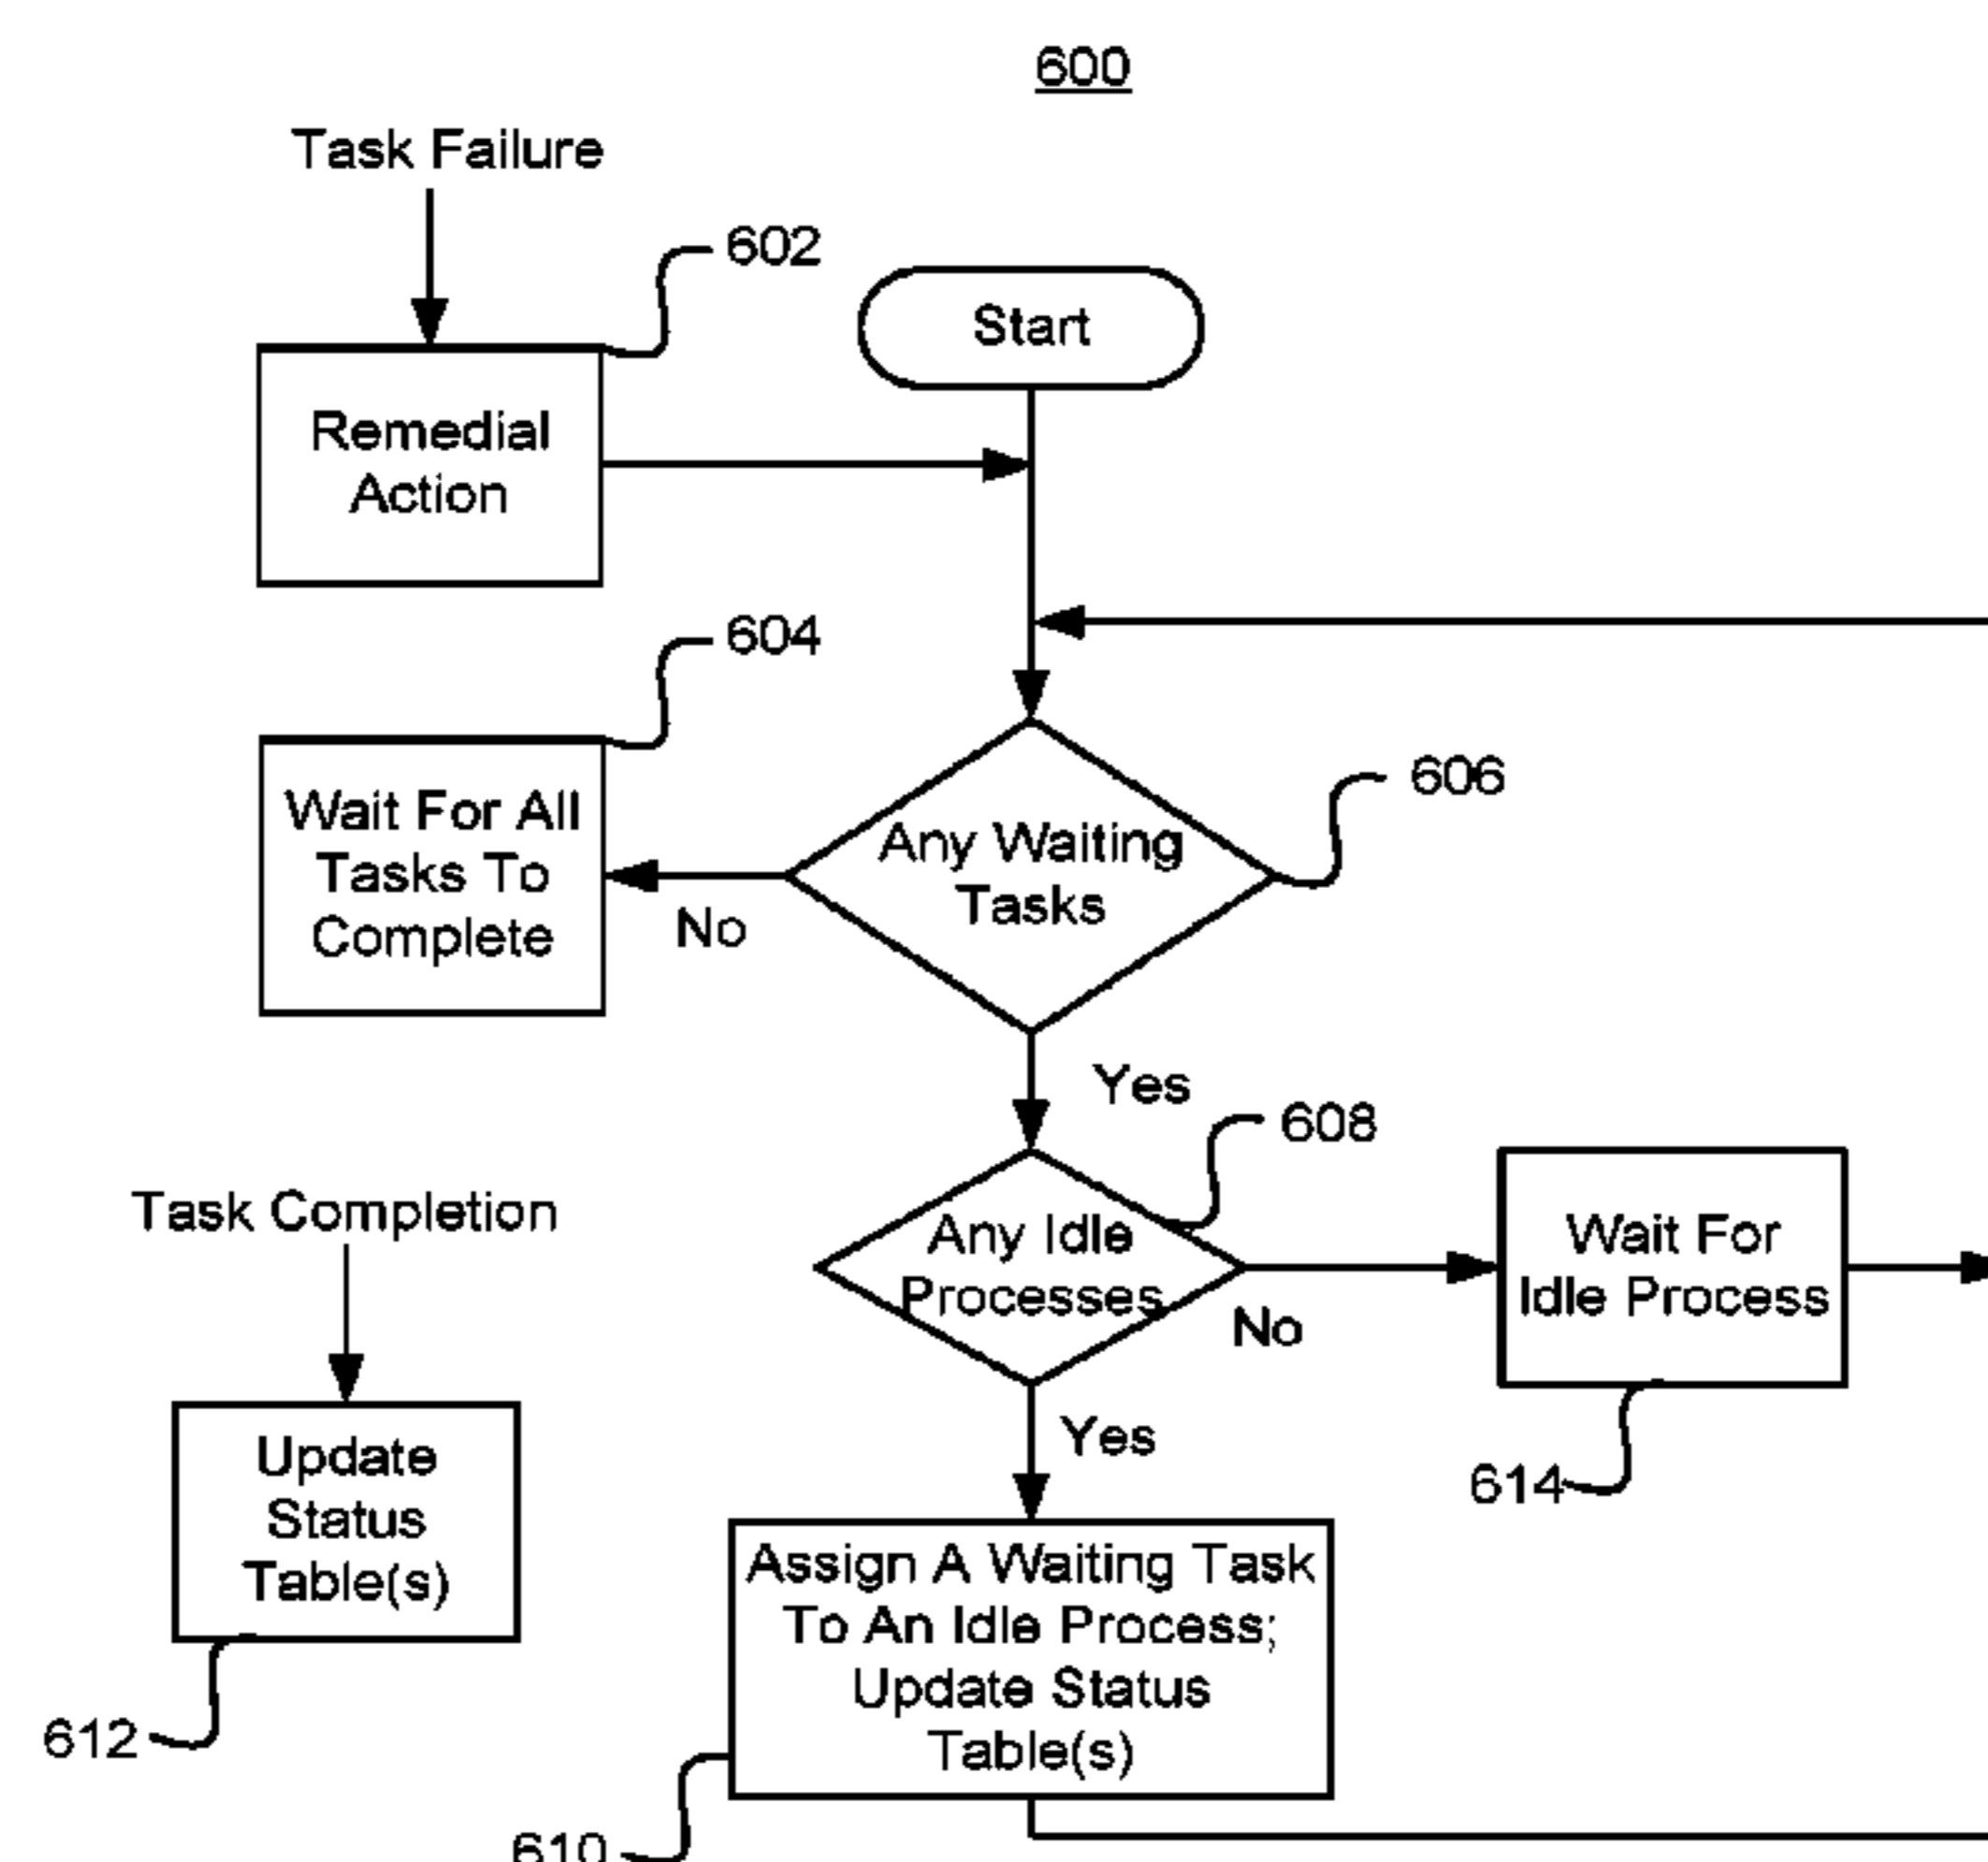 600
Task Failure
602
Start
Remedial
Action
604
Wait For All
Tasks To
Complete
606
Any Waiting
Tasks
No
Yes
608
Task Completion
Any Idle
Processes
No
Wait For
Idle Process
614
Yes
Update
Status
Table(s)
612
Assign A Waiting Task
To An Idle Process;
Update Status
Table(s)
610